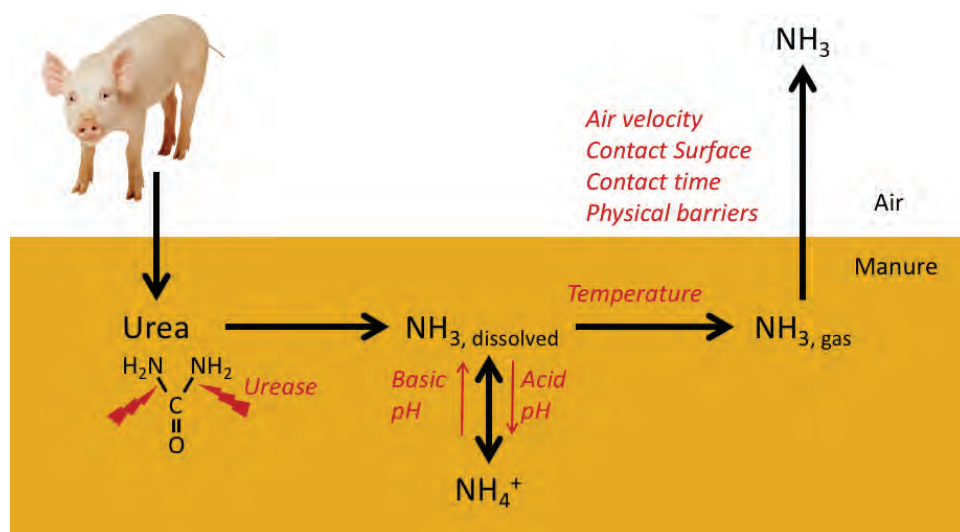 NH₃
Air velocity
Contact Surface
Contact time
Physical barriers
Air
Manure
Temperature
Urea
NH₃, dissolved
NH₃, gas
H₂N
NH₂
Urease
C
O
Basic
pH
Acid
pH
NH₄⁺